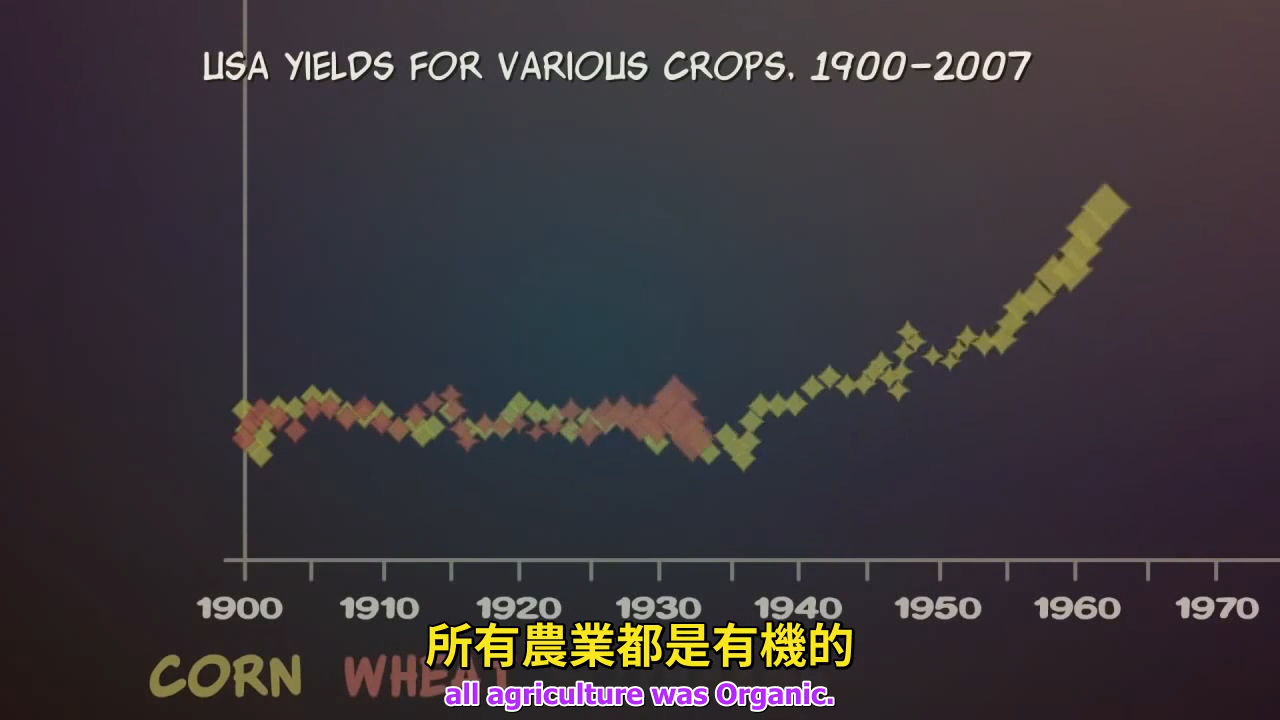 USA YIELDS FOR VARIOUS CROPS, 1900-2007
1900 1910 1920 1930 1940 1950 1960 1970
CORN WHEAT
所有農業都是有機的
all agriculture was Organic.